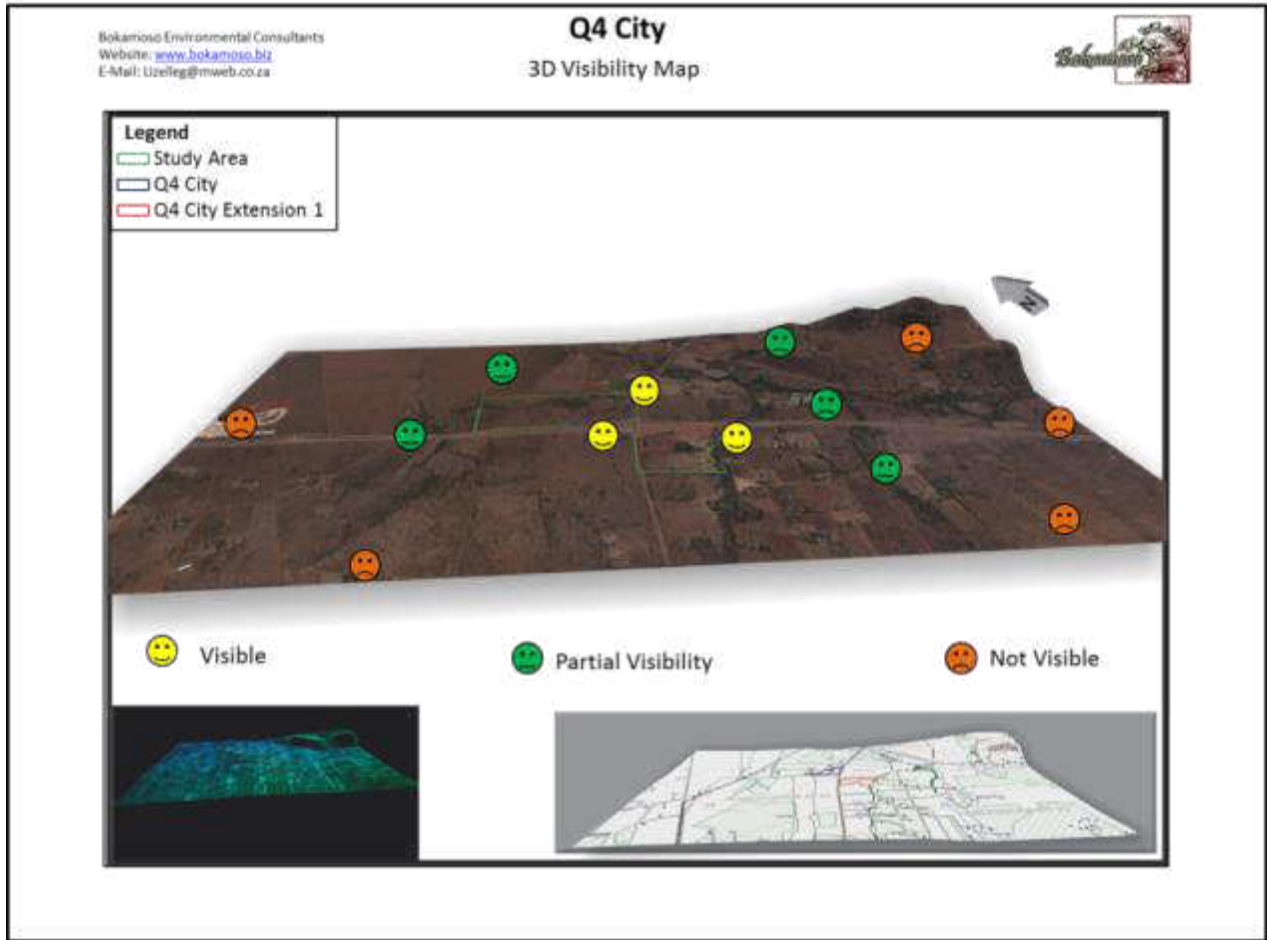 Bokamoso Environmental Consultants
Website: www.bokamoso.biz
E-Mail: Lizelleg@mweb.co.za
Q4 City
3D Visibility Map
Bokamoso
Legend
Study Area
Q4 City
Q4 City Extension 1
N
Visible
Partial Visibility
Not Visible